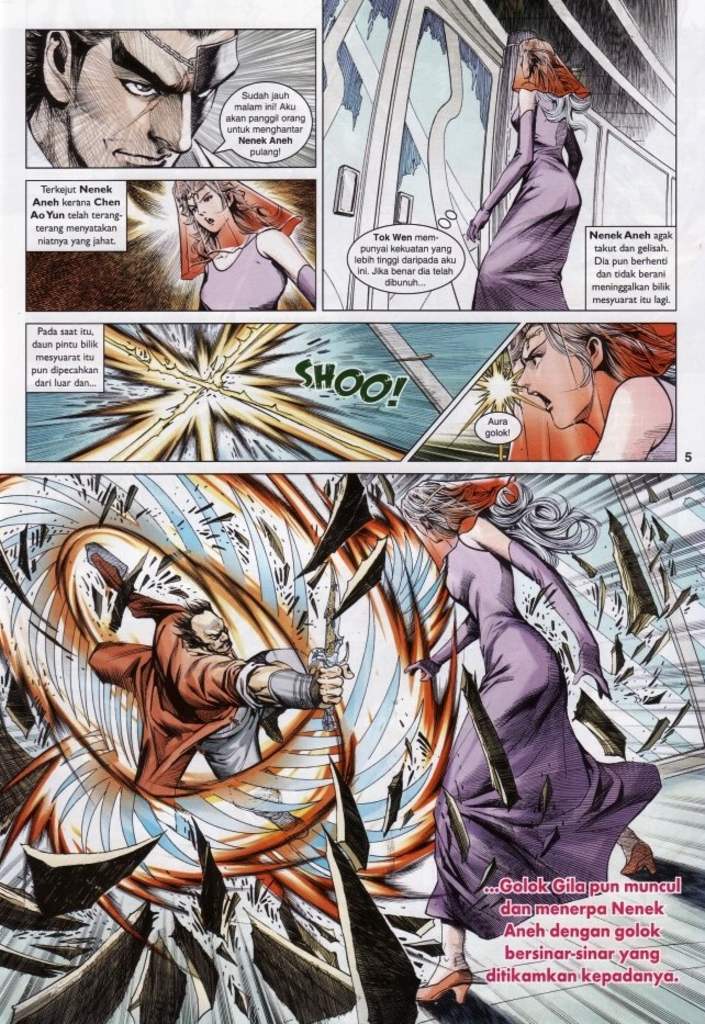 Sudah jauh
malam ini! Aku
akan panggil orang
untuk menghantar
Nenek Aneh
pulang!
Terkejut Nenek
Aneh kerana Chen
Ao Yun telah terang-
terang menyatakan
niatnya yang jahat.
Tok Wen mem-
punyai kekuatan yang
lebih tinggi daripada aku
ini. Jika benar dia telah
dibunuh...
Nenek Aneh agak
takut dan gelisah.
Dia pun berhenti
dan tidak berani
meninggalkan bilik
mesyuarat itu lagi.
Pada saat itu,
daun pintu bilik
mesyuarat itu
pun dipecahkan
dari luar dan...
SHOO!
Aura
golok!
5
...Golok Gila pun muncul
dan menerpa Nenek
Aneh dengan golok
bersinar-sinar yang
ditikamkan kepadanya.